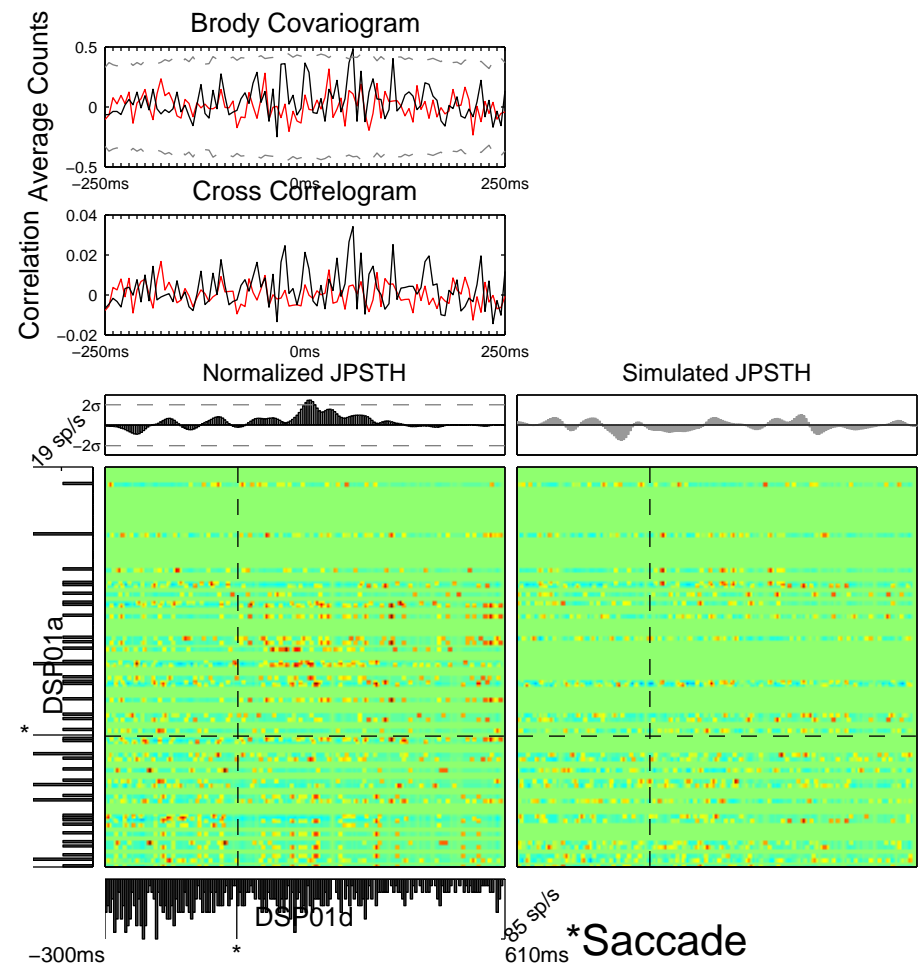 Brody Covariogram
Average Counts
0.5
0
−0.5
−250ms
0ms
250ms
Cross Correlogram
Correlation
0.04
0.02
0
−0.02
−250ms
0ms
250ms
Normalized JPSTH
Simulated JPSTH
2σ
−2σ
19 sp/s
DSP01a
*
DSP01d
85 sp/s
−300ms
*
610ms
*Saccade